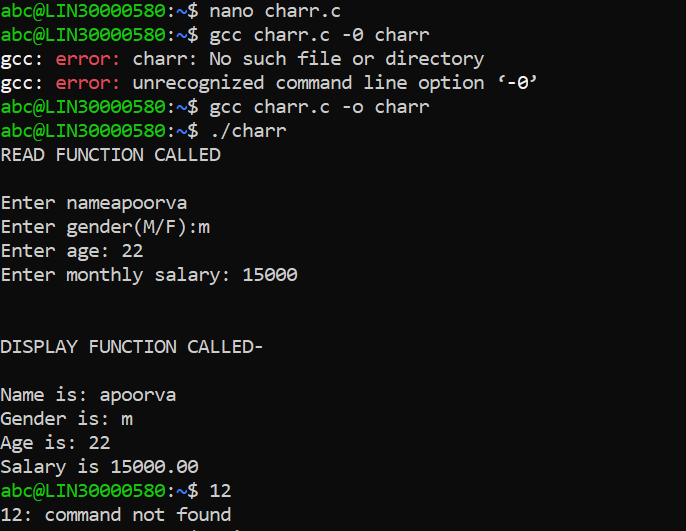 abc@LIN30000580:~$ nano charr.c
abc@LIN30000580:~$ gcc charr.c -0 charr
gcc: error: charr: No such file or directory
gcc: error: unrecognized command line option ‘-0’
abc@LIN30000580:~$ gcc charr.c -o charr
abc@LIN30000580:~$ ./charr
READ FUNCTION CALLED
Enter nameapoorva
Enter gender(M/F):m
Enter age: 22
Enter monthly salary: 15000
DISPLAY FUNCTION CALLED-
Name is: apoorva
Gender is: m
Age is: 22
Salary is 15000.00
abc@LIN30000580:~$ 12
12: command not found